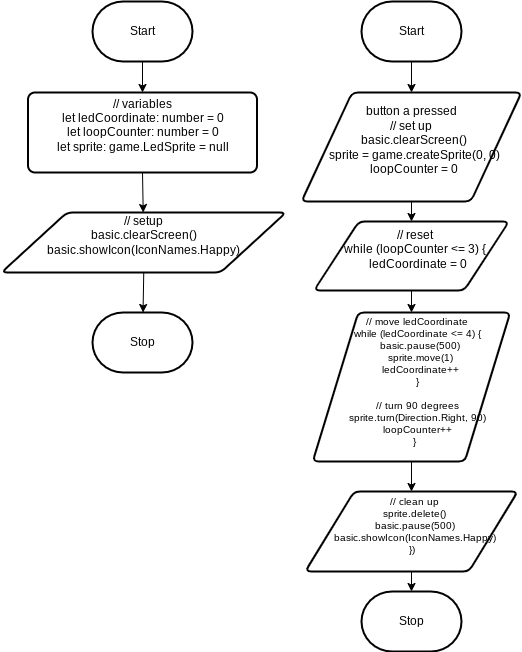 Start
// variables
let ledCoordinate: number = 0
let loopCounter: number = 0
let sprite: game.LedSprite = null
// setup
basic.clearScreen()
basic.showIcon(IconNames.Happy)
Stop
Start
button a pressed
// set up
basic.clearScreen()
sprite = game.createSprite(0, 0)
loopCounter = 0
// reset
while (loopCounter <= 3) {
ledCoordinate = 0
// move ledCoordinate
while (ledCoordinate <= 4) {
basic.pause(500)
sprite.move(1)
ledCoordinate++
}
// turn 90 degrees
sprite.turn(Direction.Right, 90)
loopCounter++
}
// clean up
sprite.delete()
basic.pause(500)
basic.showIcon(IconNames.Happy)
})
Stop